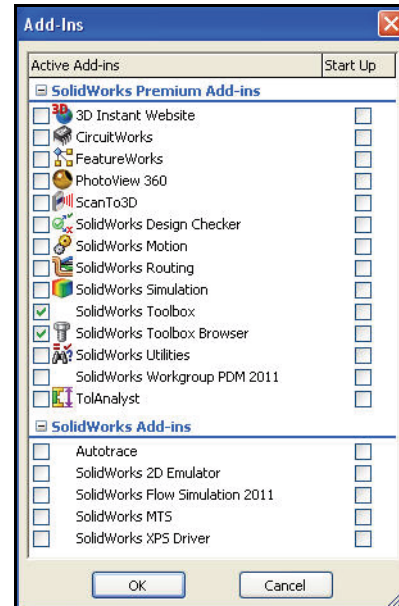 Add-Ins
Active Add-ins Start Up
SolidWorks Premium Add-ins
3D 3D Instant Website
CircuitWorks
FeatureWorks
PhotoView 360
ScanTo3D
SolidWorks Design Checker
SolidWorks Motion
SolidWorks Routing
SolidWorks Simulation
SolidWorks Toolbox
SolidWorks Toolbox Browser
SolidWorks Utilities
SolidWorks Workgroup PDM 2011
TolAnalyst
SolidWorks Add-ins
Autotrace
SolidWorks 2D Emulator
SolidWorks Flow Simulation 2011
SolidWorks MTS
SolidWorks XPS Driver
OK Cancel